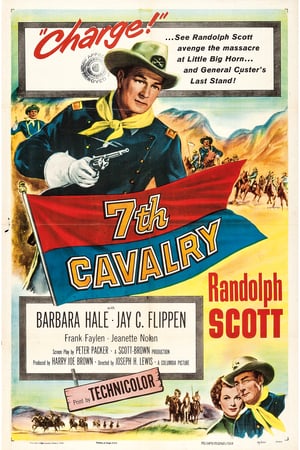 "Charge!"
...See Randolph Scott
avenge the massacre
at Little Big Horn...
and General Custer's
Last Stand!
7th
CAVALRY
Randolph
SCOTT
with
BARBARA HALE · JAY C. FLIPPEN
Frank Faylen · Jeanette Nolan
Screen Play by PETER PACKER · A SCOTT-BROWN PRODUCTION
Produced by HARRY JOE BROWN · Directed by JOSEPH H. LEWIS · A COLUMBIA PICTURE
Print by TECHNICOLOR